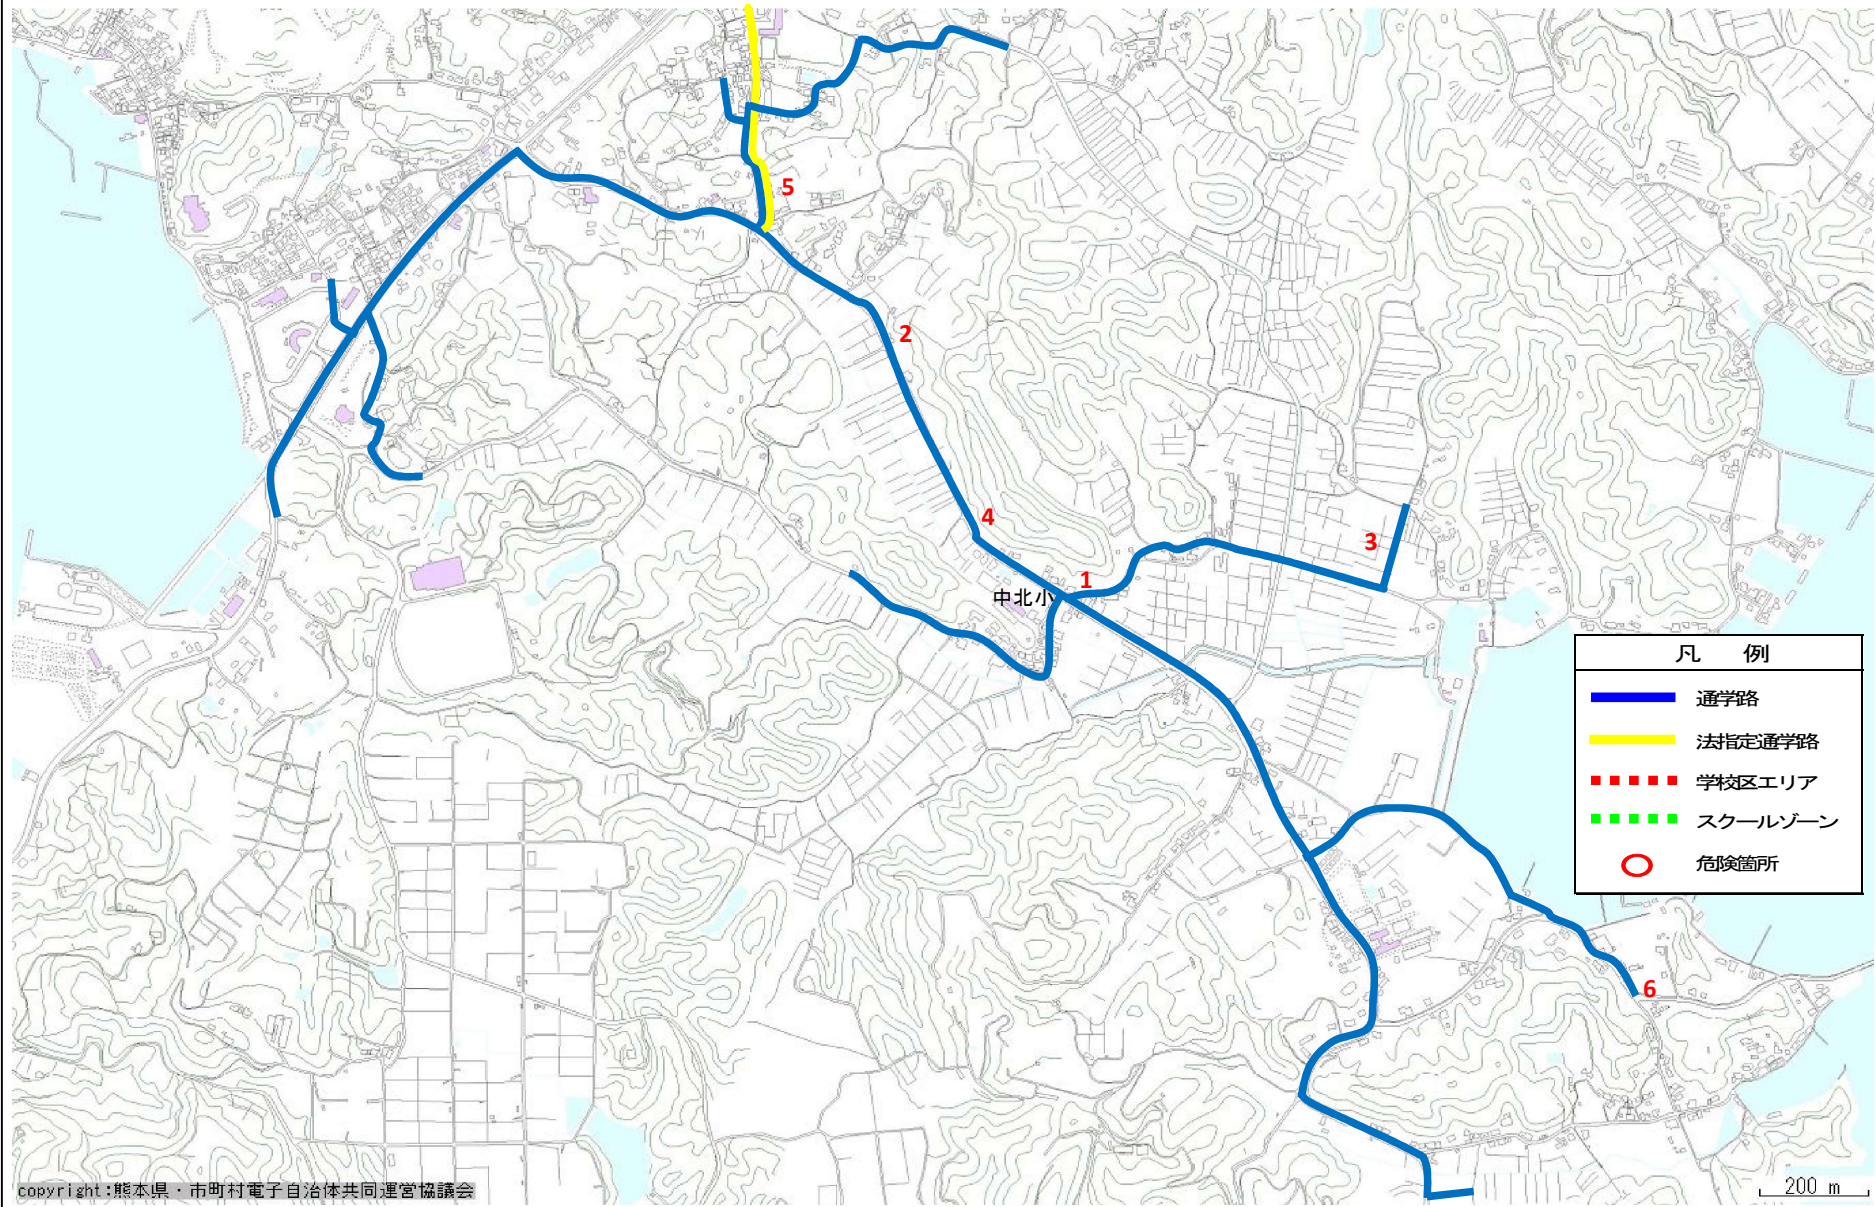 5
2
4
3
1
中北小
凡 例
通学路
法指定通学路
学校区エリア
スクールゾーン
危険箇所
6
copyright:熊本県・市町村電子自治体共同運営協議会
200 m